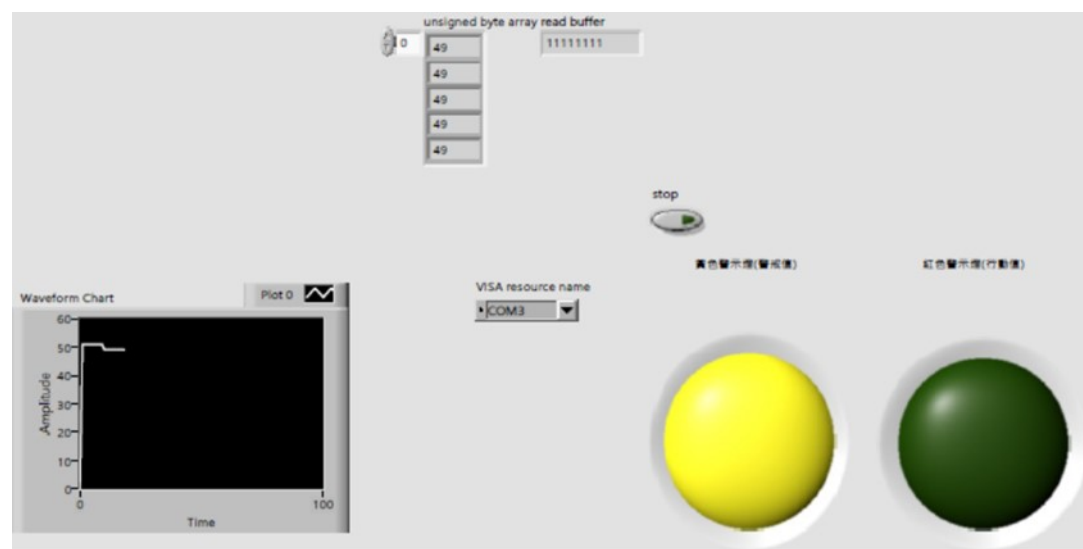 unsigned byte array read buffer
0
49
11111111
49
49
49
49
stop
黃色警示燈(警戒值)
紅色警示燈(行動值)
VISA resource name
COM3
Waveform Chart
Plot 0
60
50
40
30
20
10
0
Amplitude
0
100
Time